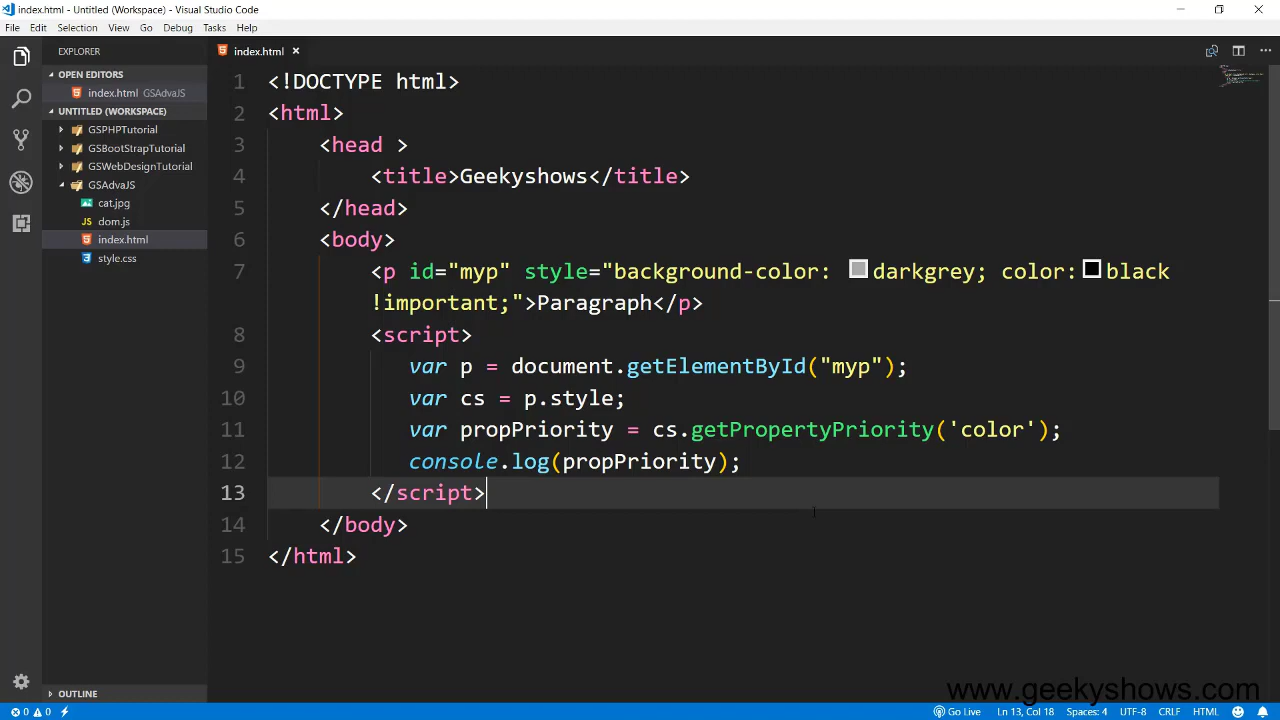 index.html - Untitled (Workspace) - Visual Studio Code
File Edit Selection View Go Debug Tasks Help
EXPLORER
OPEN EDITORS
index.html GSAdvaJS
UNTITLED (WORKSPACE)
GSPHPTutorial
GSBootStrapTutorial
GSWebDesignTutorial
GSAdvaJS
cat.jpg
JS dom.js
index.html
style.css
OUTLINE
index.html ×
1 <!DOCTYPE html>
2 <html>
3 <head >
4 <title>Geekyshows</title>
5 </head>
6 <body>
7 <p id="myp" style="background-color: darkgrey; color: black
!important;">Paragraph</p>
8 <script>
9 var p = document.getElementById("myp");
10 var cs = p.style;
11 var propPriority = cs.getPropertyPriority('color');
12 console.log(propPriority);
13 </script>
14 </body>
15 </html>
www.geekyshows.com
0 0 Go Live Ln 13, Col 18 Spaces: 4 UTF-8 CRLF HTML